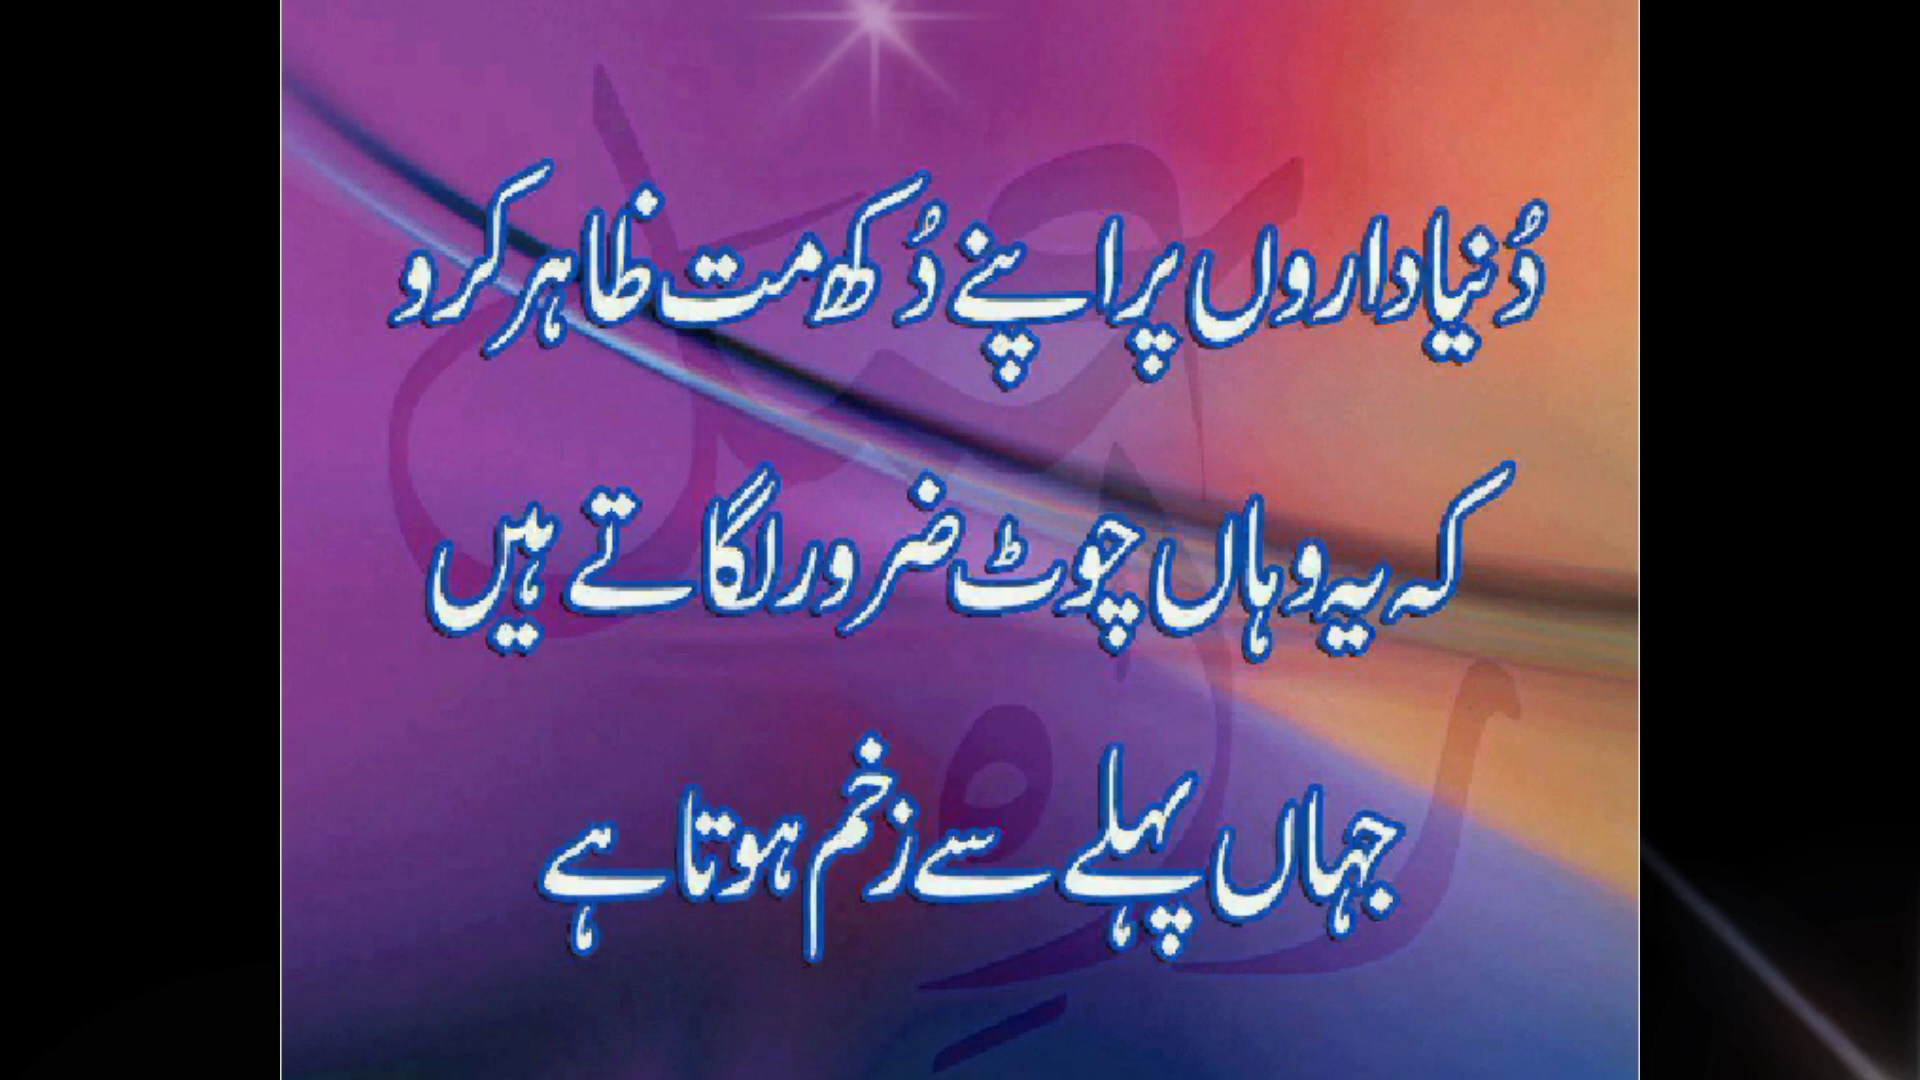 دُنیا داروں پر اپنے دُکھ مت ظاہر کرو
کہ یہ وہاں چوٹ ضرور لگاتے ہیں
جہاں پہلے سے زخم ہوتا ہے